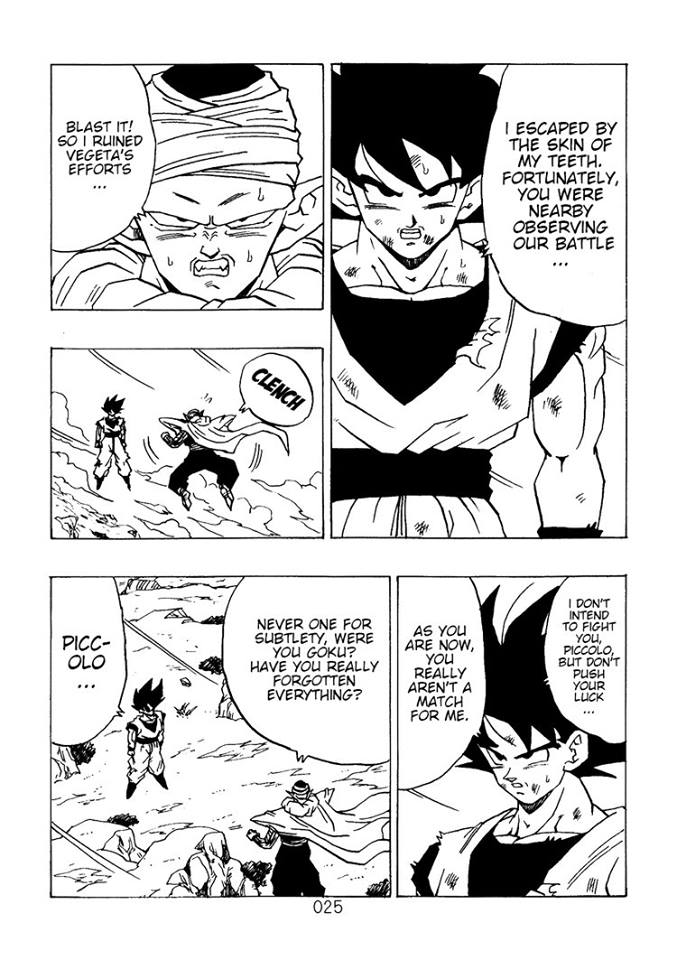 I ESCAPED BY
THE SKIN OF
MY TEETH.
FORTUNATELY,
YOU WERE
NEARBY
OBSERVING
OUR BATTLE
...
BLAST IT!
SO I RUINED
VEGETA'S
EFFORTS
...
CLENCH
I DON'T
INTEND TO
FIGHT
YOU,
PICCOLO,
BUT DON'T
PUSH
YOUR
LUCK
...
AS YOU
ARE NOW,
YOU
REALLY
AREN'T A
MATCH
FOR ME.
NEVER ONE FOR
SUBTLETY, WERE
YOU GOKU?
HAVE YOU REALLY
FORGOTTEN
EVERYTHING?
PICC-
OLO
...
025